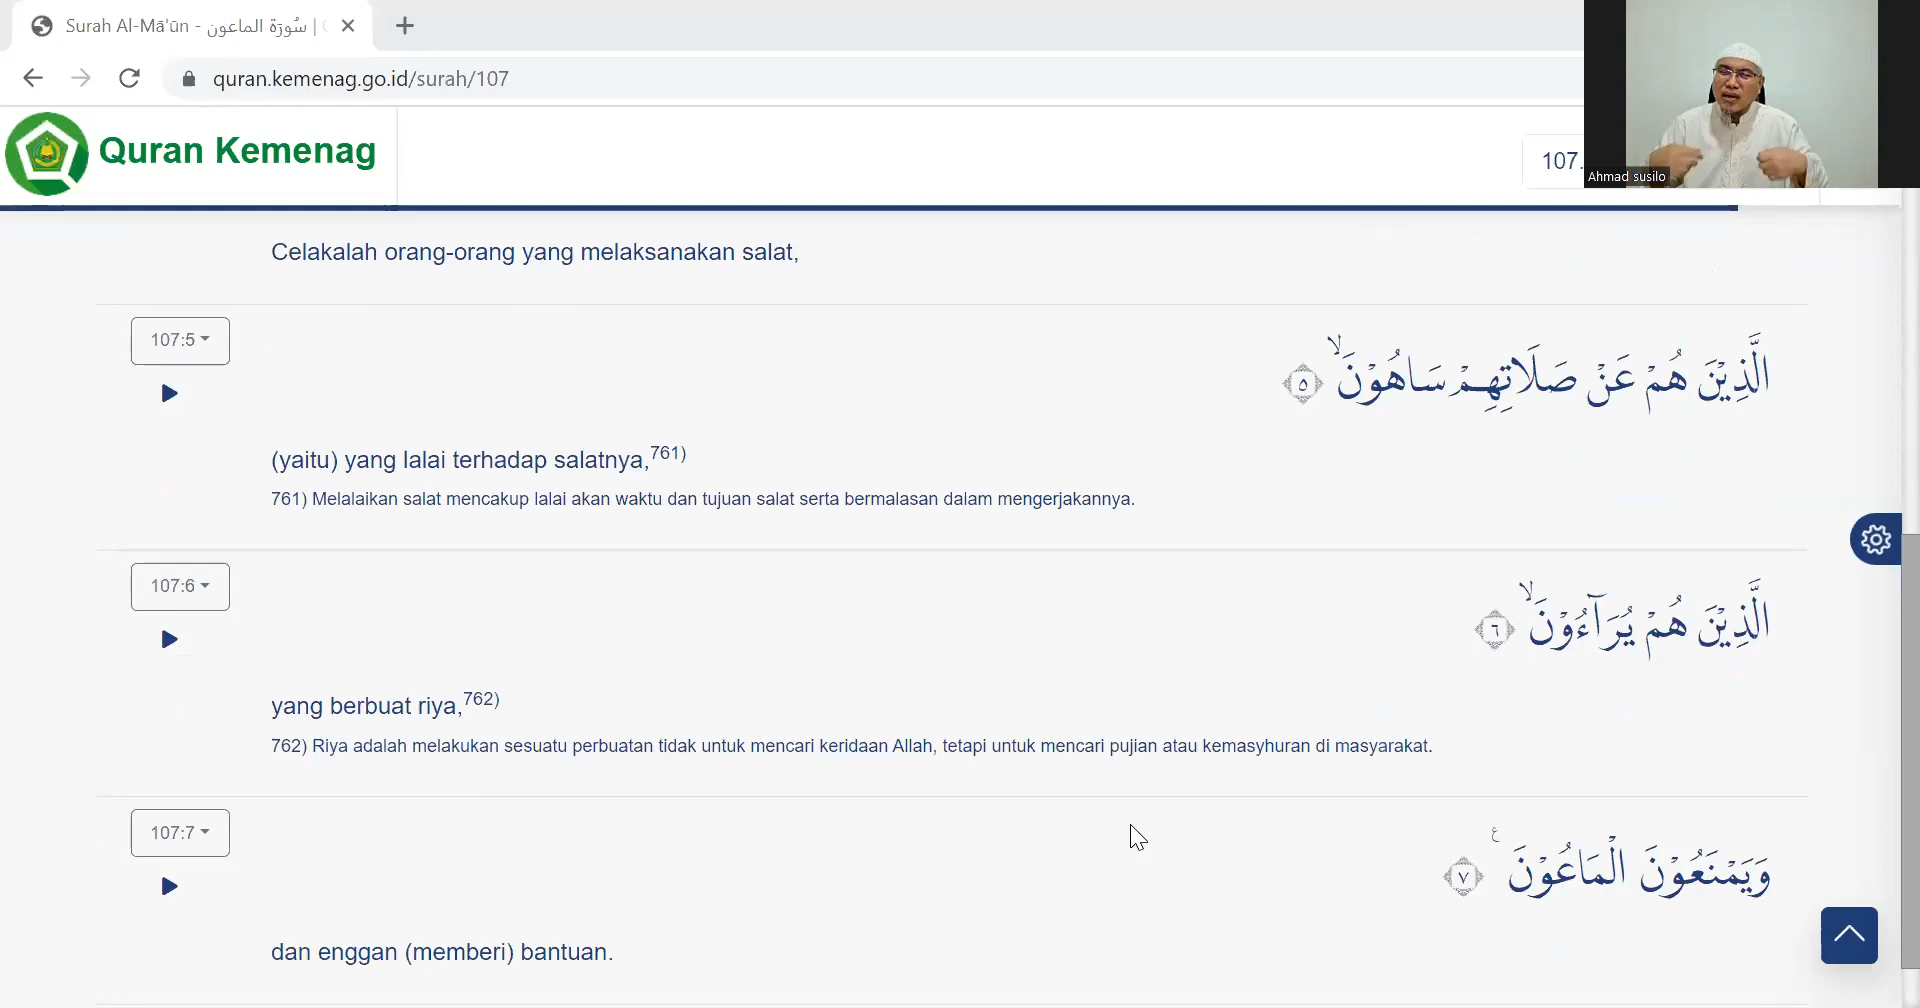 Surah Al-Mā'ūn - سُورَة الماعون |
quran.kemenag.go.id/surah/107
Quran Kemenag
107.
Ahmad susilo
Celakalah orang-orang yang melaksanakan salat,
107:5
الَّذِيْنَ هُمْ عَنْ صَلَاتِهِمْ سَاهُوْنَۙ ٥
(yaitu) yang lalai terhadap salatnya,761)
761) Melalaikan salat mencakup lalai akan waktu dan tujuan salat serta bermalasan dalam mengerjakannya.
107:6
الَّذِيْنَ هُمْ يُرَاۤءُوْنَۙ ٦
yang berbuat riya,762)
762) Riya adalah melakukan sesuatu perbuatan tidak untuk mencari keridaan Allah, tetapi untuk mencari pujian atau kemasyhuran di masyarakat.
107:7
وَيَمْنَعُوْنَ الْمَاعُوْنَ ࣖ ٧
dan enggan (memberi) bantuan.